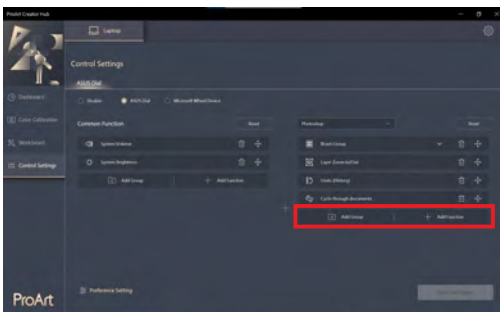 ProArt Creator Hub
Laptop
Control Settings
ASUS Dial
Dashboard
Disable
ASUS Dial
Microsoft Wheel Device
Color Calibration
Common Function
Reset
Photoshop
Reset
WorkSmart
System Volume
Brush Group
Control Settings
System Brightness
Layer Zoom in/Out
Add Group
Add Function
Undo (History)
Cycle through documents
Add Group
Add Function
Preference Setting
ProArt